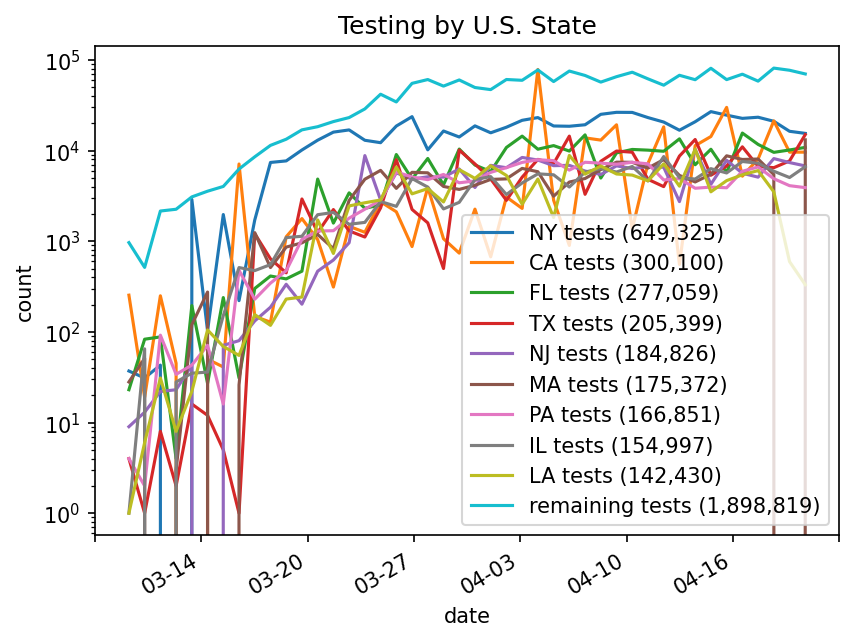 Testing by U.S. State
10^5
10^4
10^3
10^2
10^1
10^0
count
NY tests (649,325)
CA tests (300,100)
FL tests (277,059)
TX tests (205,399)
NJ tests (184,826)
MA tests (175,372)
PA tests (166,851)
IL tests (154,997)
LA tests (142,430)
remaining tests (1,898,819)
03-14 03-20 03-27 04-03 04-10 04-16
date